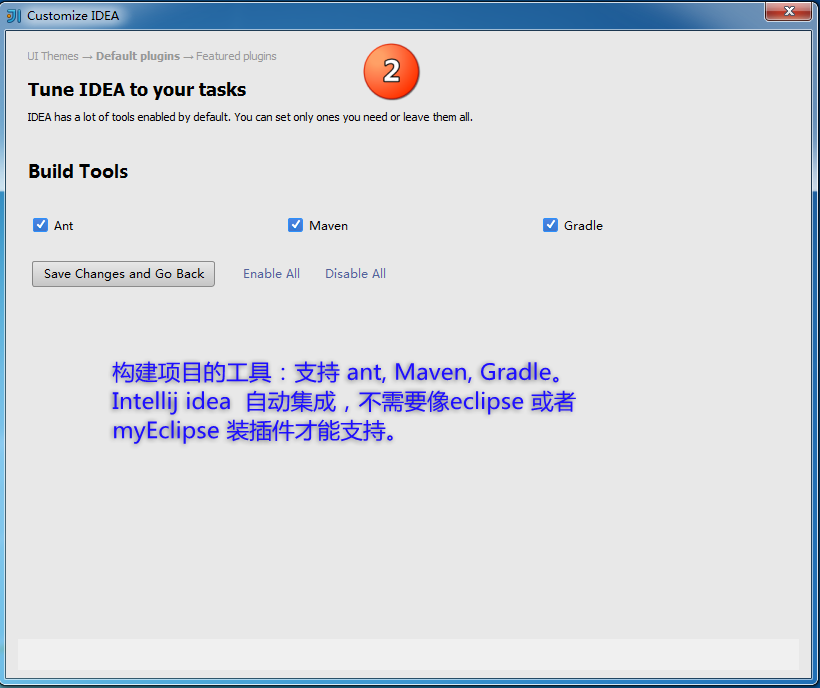 Customize IDEA
UI Themes → Default plugins → Featured plugins
2
Tune IDEA to your tasks
IDEA has a lot of tools enabled by default. You can set only ones you need or leave them all.
Build Tools
Ant Maven Gradle
Save Changes and Go Back Enable All Disable All
构建项目的工具：支持 ant, Maven, Gradle。
Intellij idea 自动集成，不需要像eclipse 或者
myEclipse 装插件才能支持。